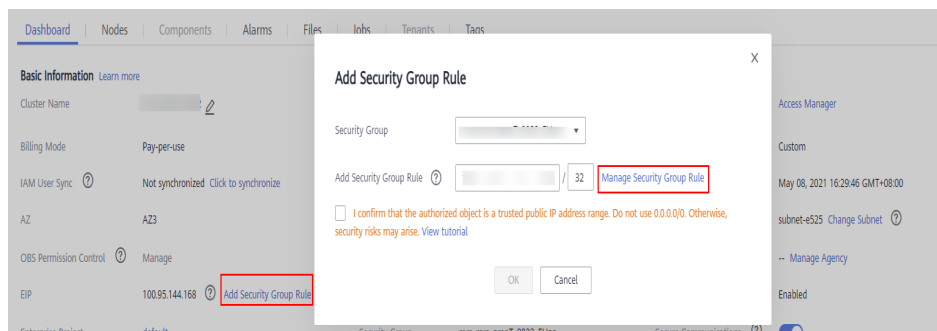 Dashboard Nodes Components Alarms Files Jobs Tenants Tags
Basic Information Learn more
Cluster Name
Access Manager
Billing Mode Pay-per-use
Custom
IAM User Sync ? Not synchronized Click to synchronize
May 08, 2021 16:29:46 GMT+08:00
AZ AZ3
subnet-e525 Change Subnet ?
OBS Permission Control ? Manage
-- Manage Agency
EIP 100.95.144.168 ? Add Security Group Rule
Enabled
X
Add Security Group Rule
Security Group
Add Security Group Rule ? / 32 Manage Security Group Rule
I confirm that the authorized object is a trusted public IP address range. Do not use 0.0.0.0/0. Otherwise,
security risks may arise. View tutorial
OK Cancel